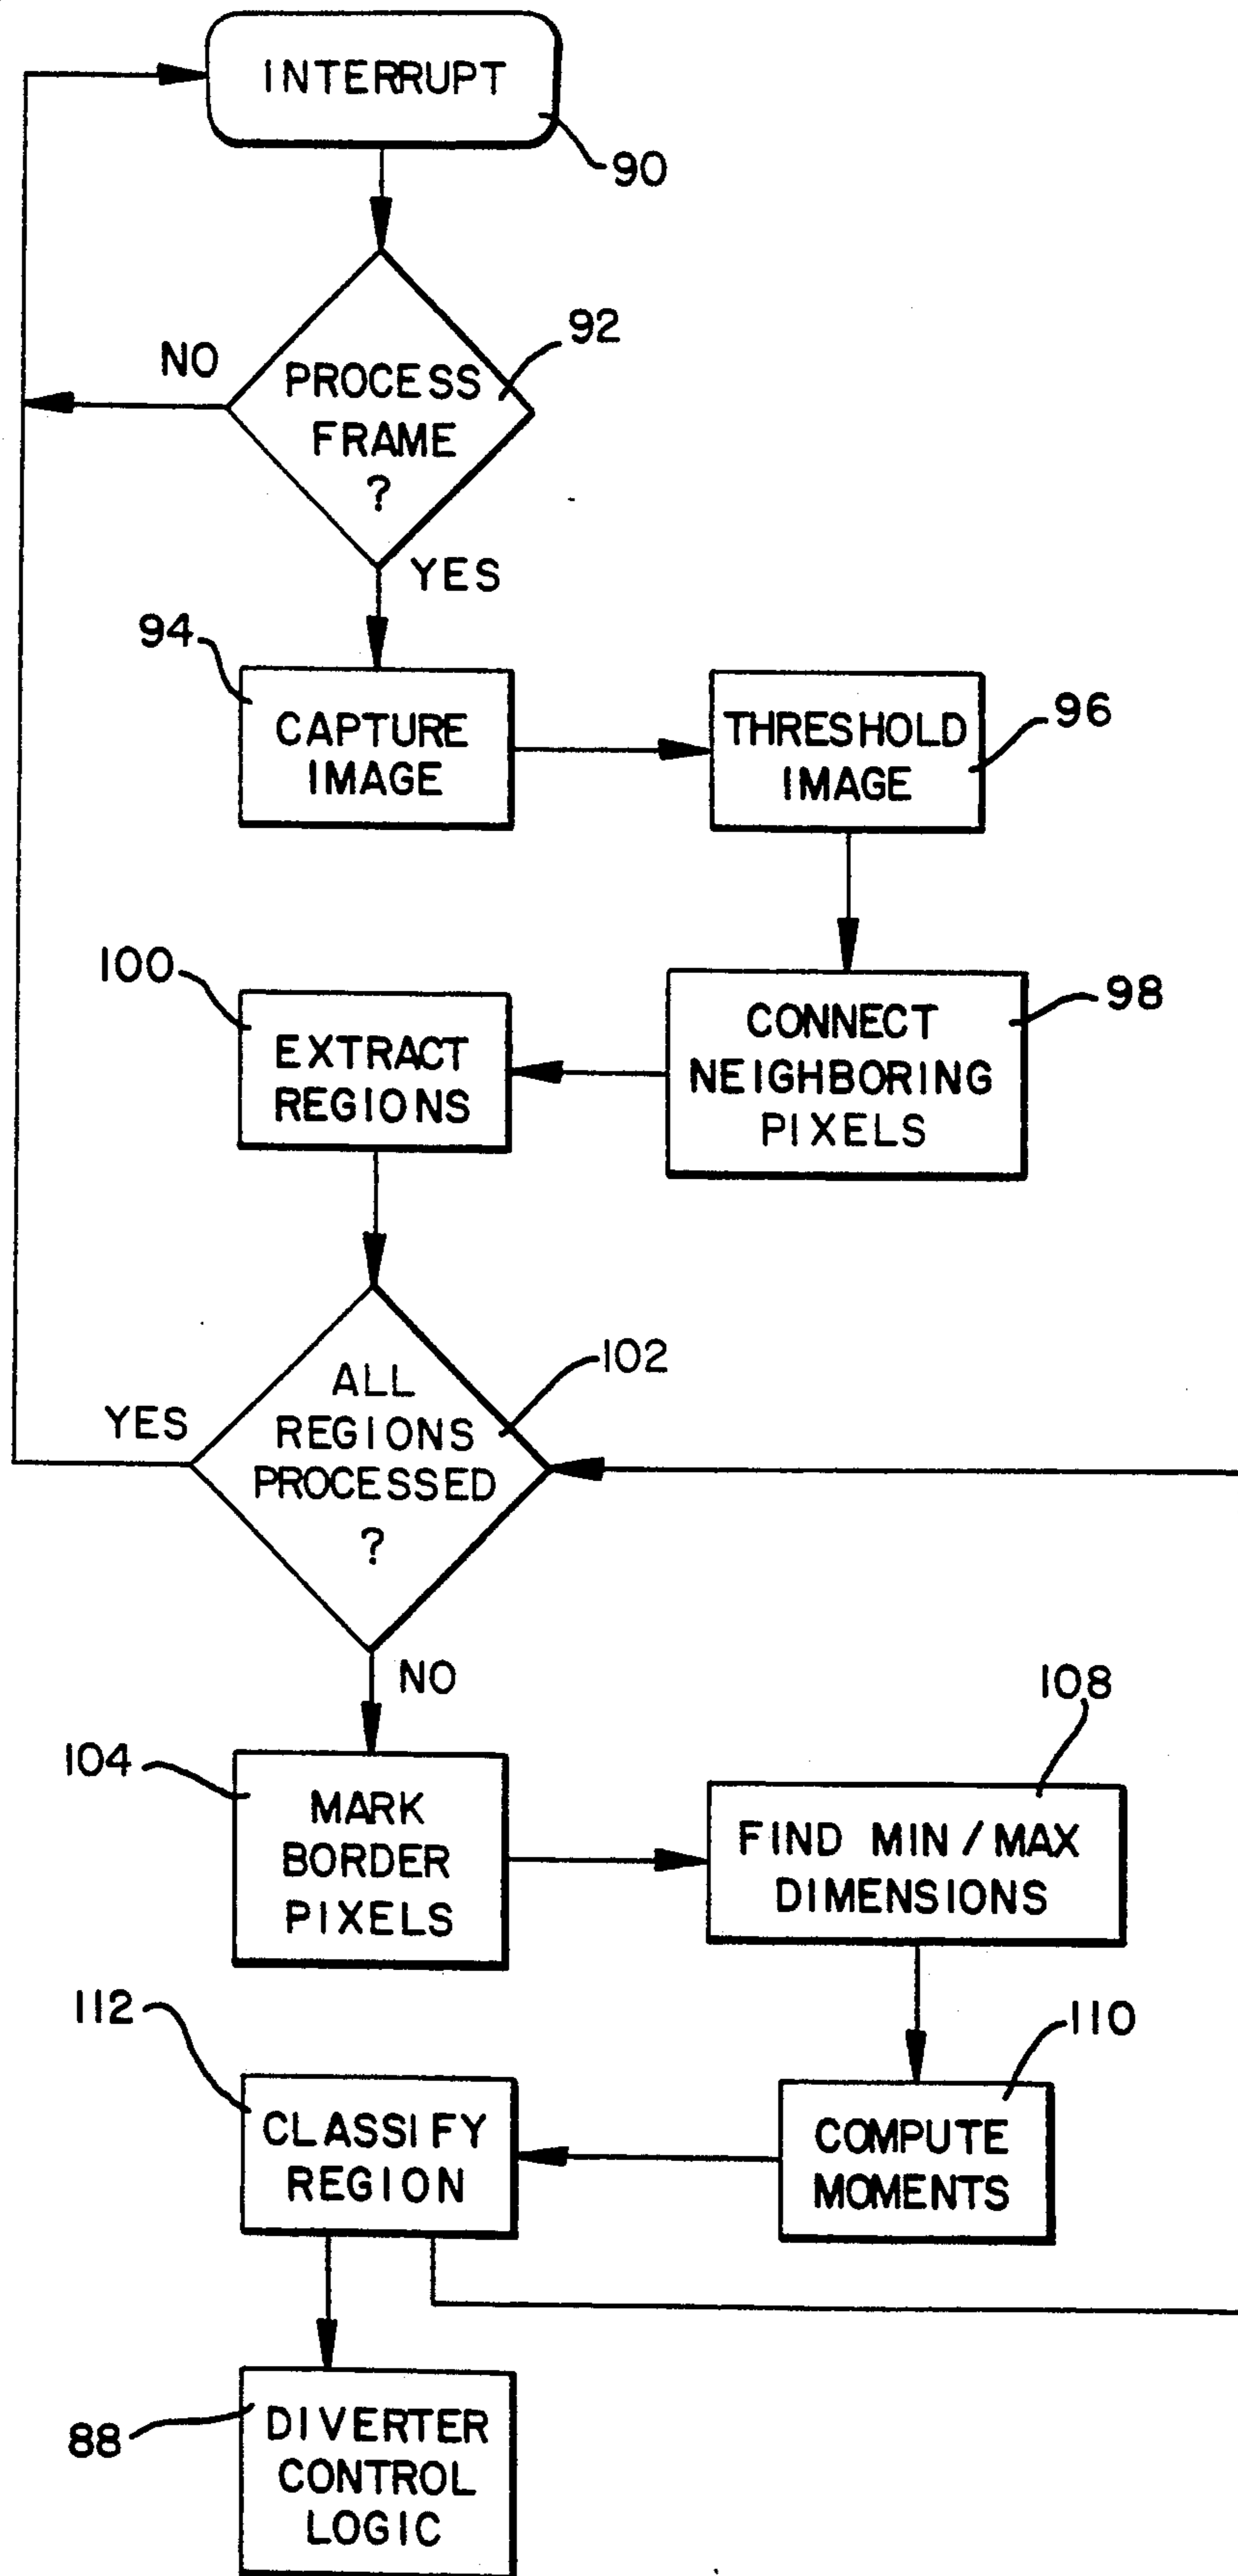 INTERRUPT
90
92
NO
PROCESS
FRAME
?
YES
94
CAPTURE
IMAGE
THRESHOLD
IMAGE
96
100
EXTRACT
REGIONS
CONNECT
NEIGHBORING
PIXELS
98
102
ALL
REGIONS
PROCESSED
?
YES
NO
104
MARK
BORDER
PIXELS
108
FIND MIN / MAX
DIMENSIONS
112
CLASSIFY
REGION
110
COMPUTE
MOMENTS
88
DIVERTER
CONTROL
LOGIC